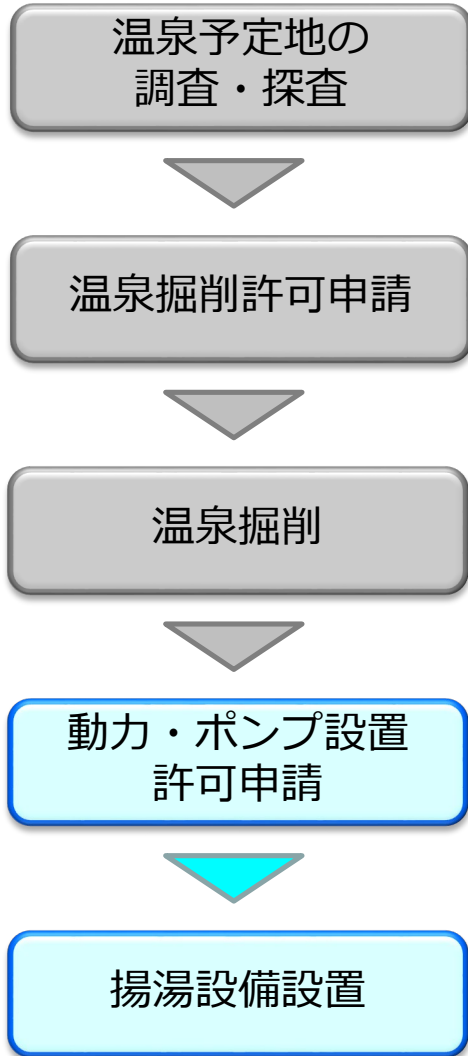 温泉予定地の
調査・探査
温泉掘削許可申請
温泉掘削
動力・ポンプ設置
許可申請
揚湯設備設置